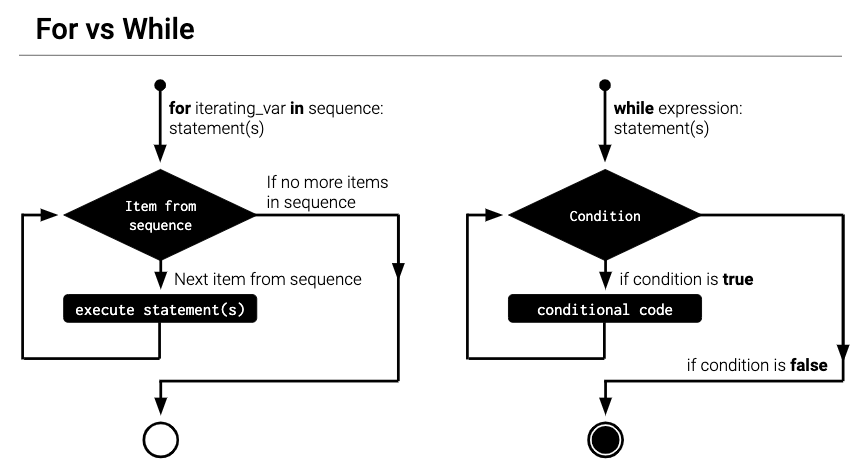 For vs While
for iterating_var in sequence:
statement(s)
If no more items
in sequence
Item from
sequence
Next item from sequence
execute statement(s)
while expression:
statement(s)
Condition
if condition is true
conditional code
if condition is false